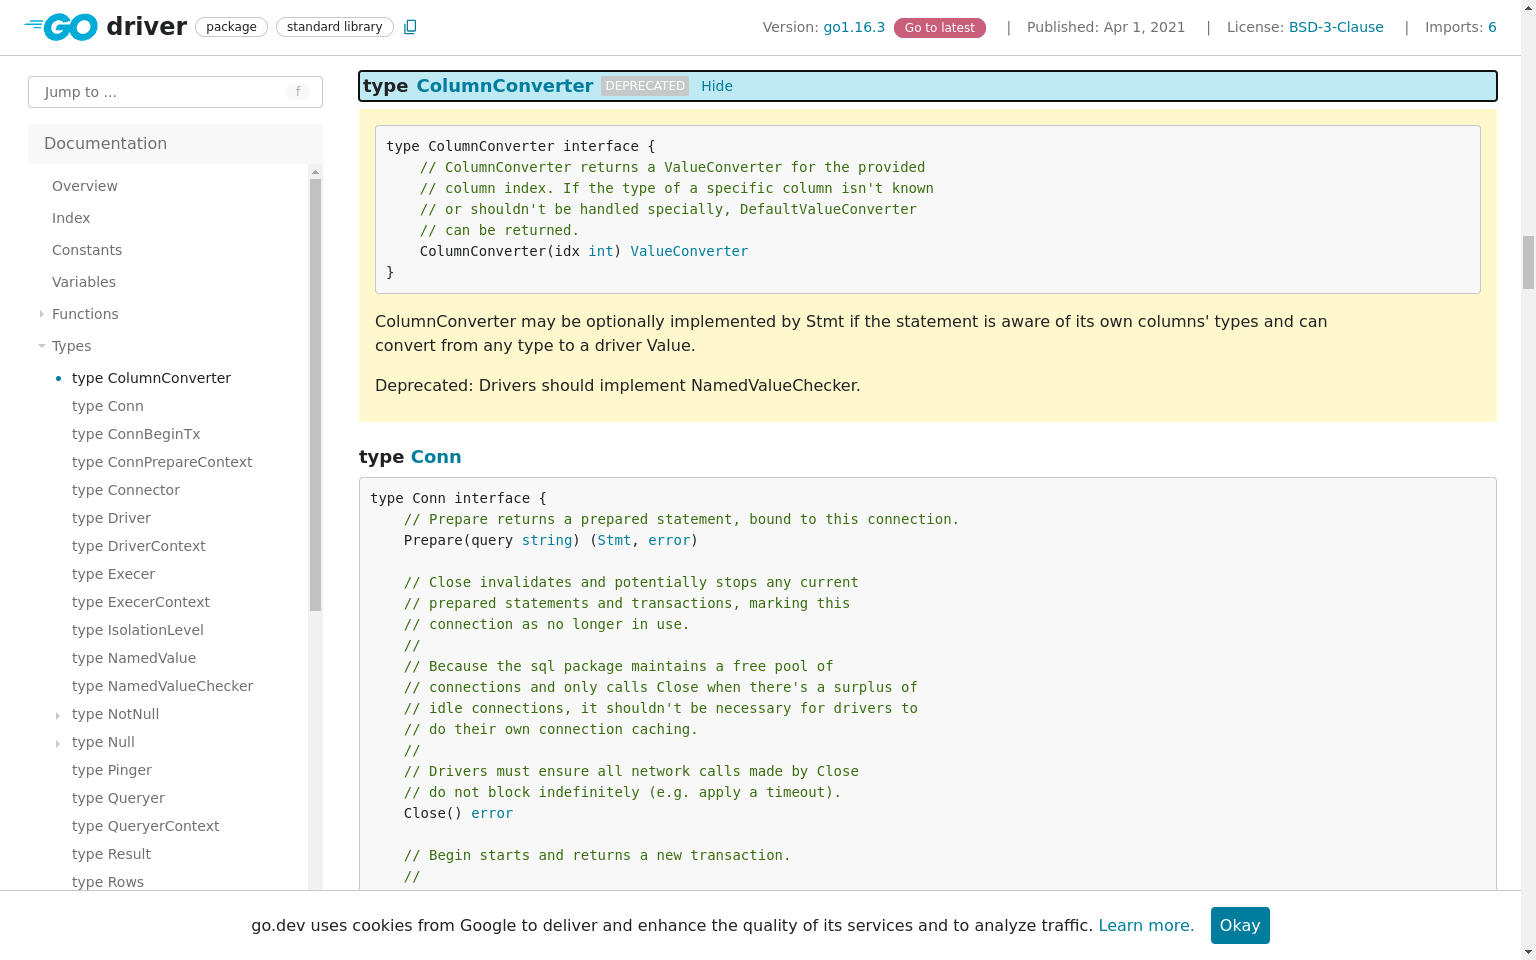 GO driver package standard library
Version: go1.16.3 Go to latest | Published: Apr 1, 2021 | License: BSD-3-Clause | Imports: 6
Jump to ... f
Documentation
Overview
Index
Constants
Variables
Functions
Types
type ColumnConverter
type Conn
type ConnBeginTx
type ConnPrepareContext
type Connector
type Driver
type DriverContext
type Execer
type ExecerContext
type IsolationLevel
type NamedValue
type NamedValueChecker
type NotNull
type Null
type Pinger
type Queryer
type QueryerContext
type Result
type Rows
type ColumnConverter DEPRECATED Hide
type ColumnConverter interface {
// ColumnConverter returns a ValueConverter for the provided
// column index. If the type of a specific column isn't known
// or shouldn't be handled specially, DefaultValueConverter
// can be returned.
ColumnConverter(idx int) ValueConverter
}
ColumnConverter may be optionally implemented by Stmt if the statement is aware of its own columns' types and can
convert from any type to a driver Value.
Deprecated: Drivers should implement NamedValueChecker.
type Conn
type Conn interface {
// Prepare returns a prepared statement, bound to this connection.
Prepare(query string) (Stmt, error)
// Close invalidates and potentially stops any current
// prepared statements and transactions, marking this
// connection as no longer in use.
//
// Because the sql package maintains a free pool of
// connections and only calls Close when there's a surplus of
// idle connections, it shouldn't be necessary for drivers to
// do their own connection caching.
//
// Drivers must ensure all network calls made by Close
// do not block indefinitely (e.g. apply a timeout).
Close() error
// Begin starts and returns a new transaction.
//
go.dev uses cookies from Google to deliver and enhance the quality of its services and to analyze traffic. Learn more. Okay